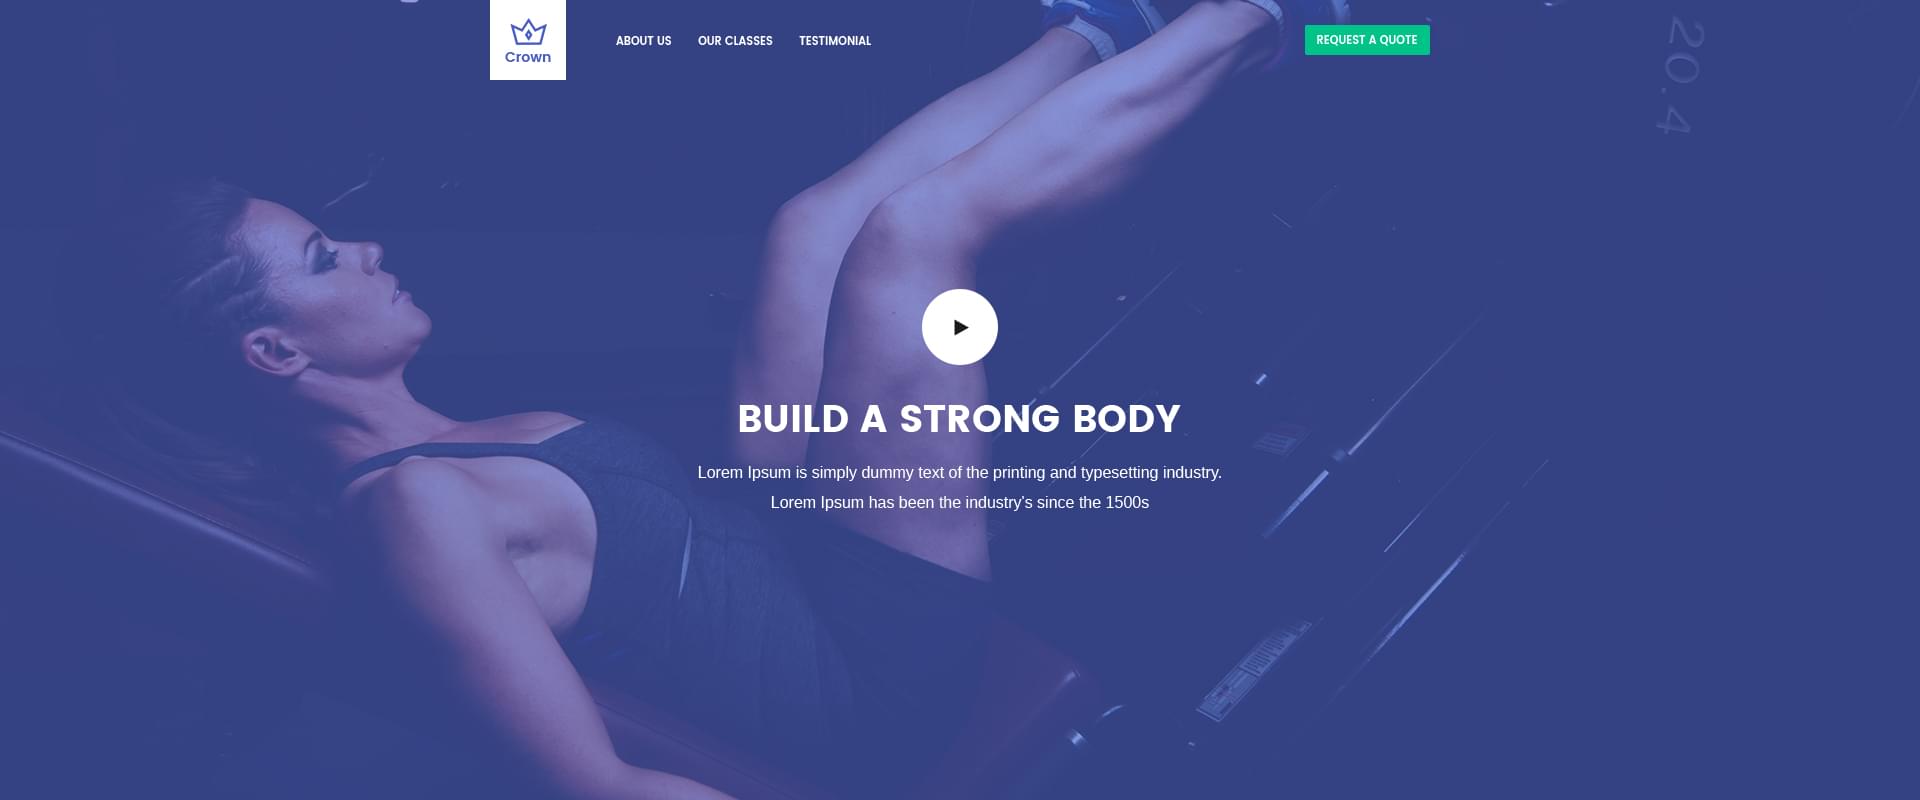 Crown
ABOUT US
OUR CLASSES
TESTIMONIAL
REQUEST A QUOTE
20.4
BUILD A STRONG BODY
Lorem Ipsum is simply dummy text of the printing and typesetting industry.
Lorem Ipsum has been the industry's since the 1500s